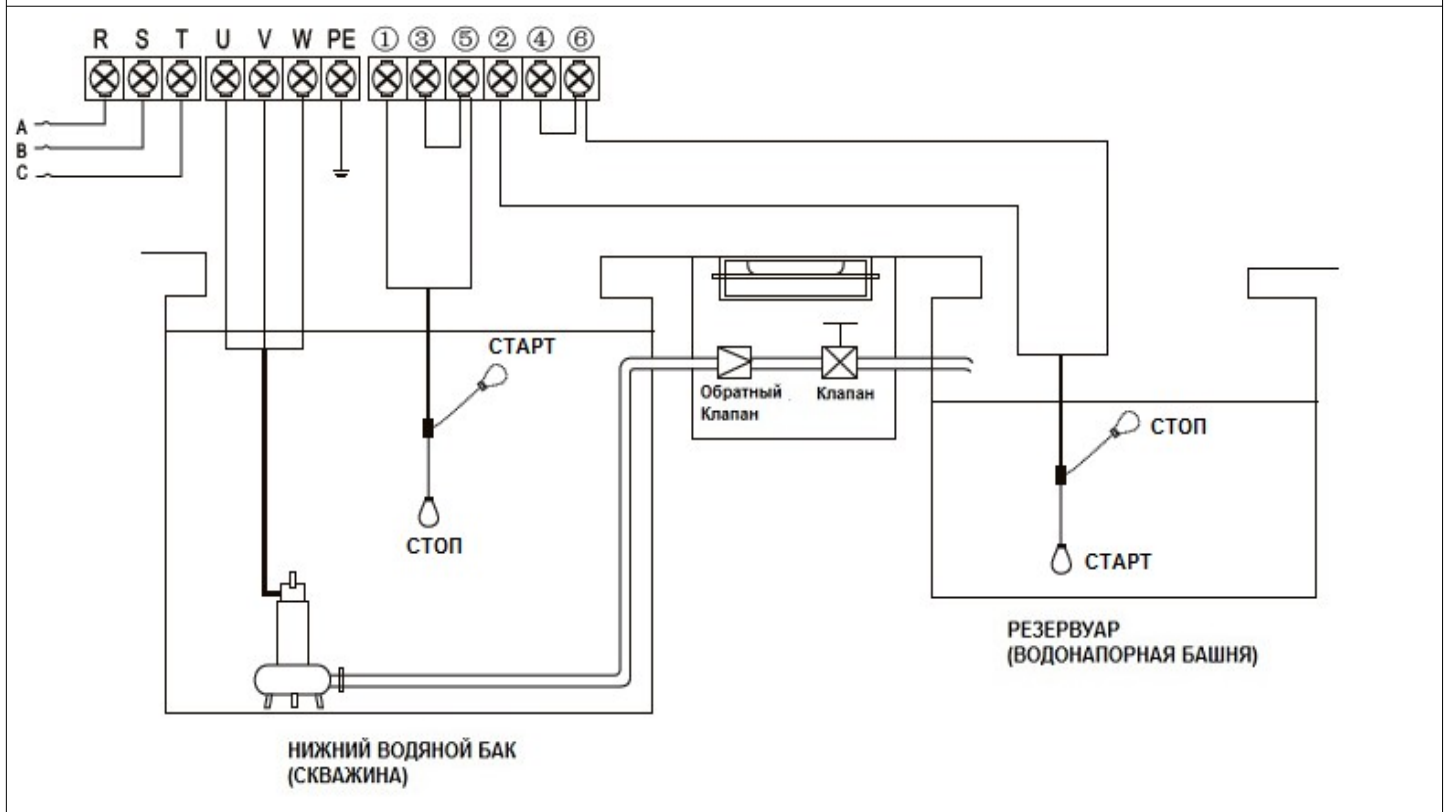 R S T U V W PE ① ③ ⑤ ② ④ ⑥
A
B
C
СТАРТ
СТОП
Обратный
Клапан
Клапан
СТОП
СТАРТ
РЕЗЕРВУАР
(ВОДОНАПОРНАЯ БАШНЯ)
НИЖНИЙ ВОДЯНОЙ БАК
(СКВАЖИНА)